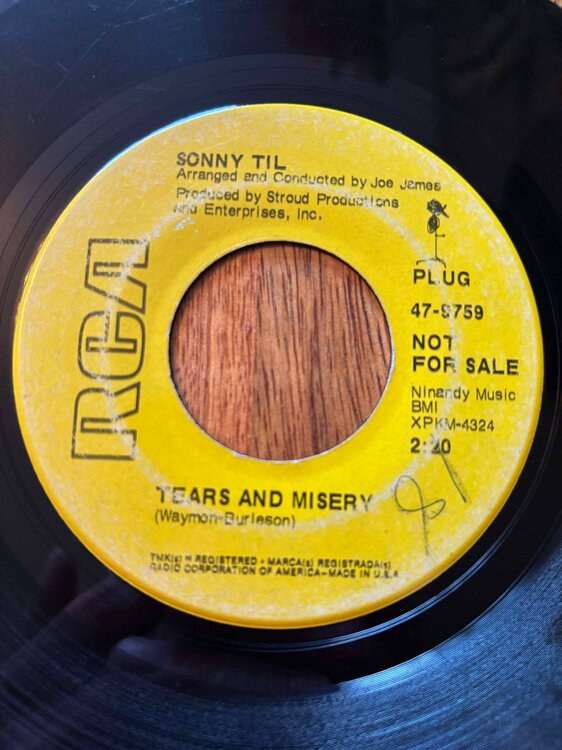 SONNY TIL
Arranged and Conducted by Joe James
Produced by Stroud Productions
and Enterprises, Inc.
RCA
PLUG
47-9759
NOT
FOR SALE
Ninandy Music
BMI
XPKM-4324
2:20
TEARS AND MISERY
(Waymon-Burleson)
TMK(s) ® REGISTERED • MARCA(s) REGISTRADA(s)
RADIO CORPORATION OF AMERICA—MADE IN U.S.A.